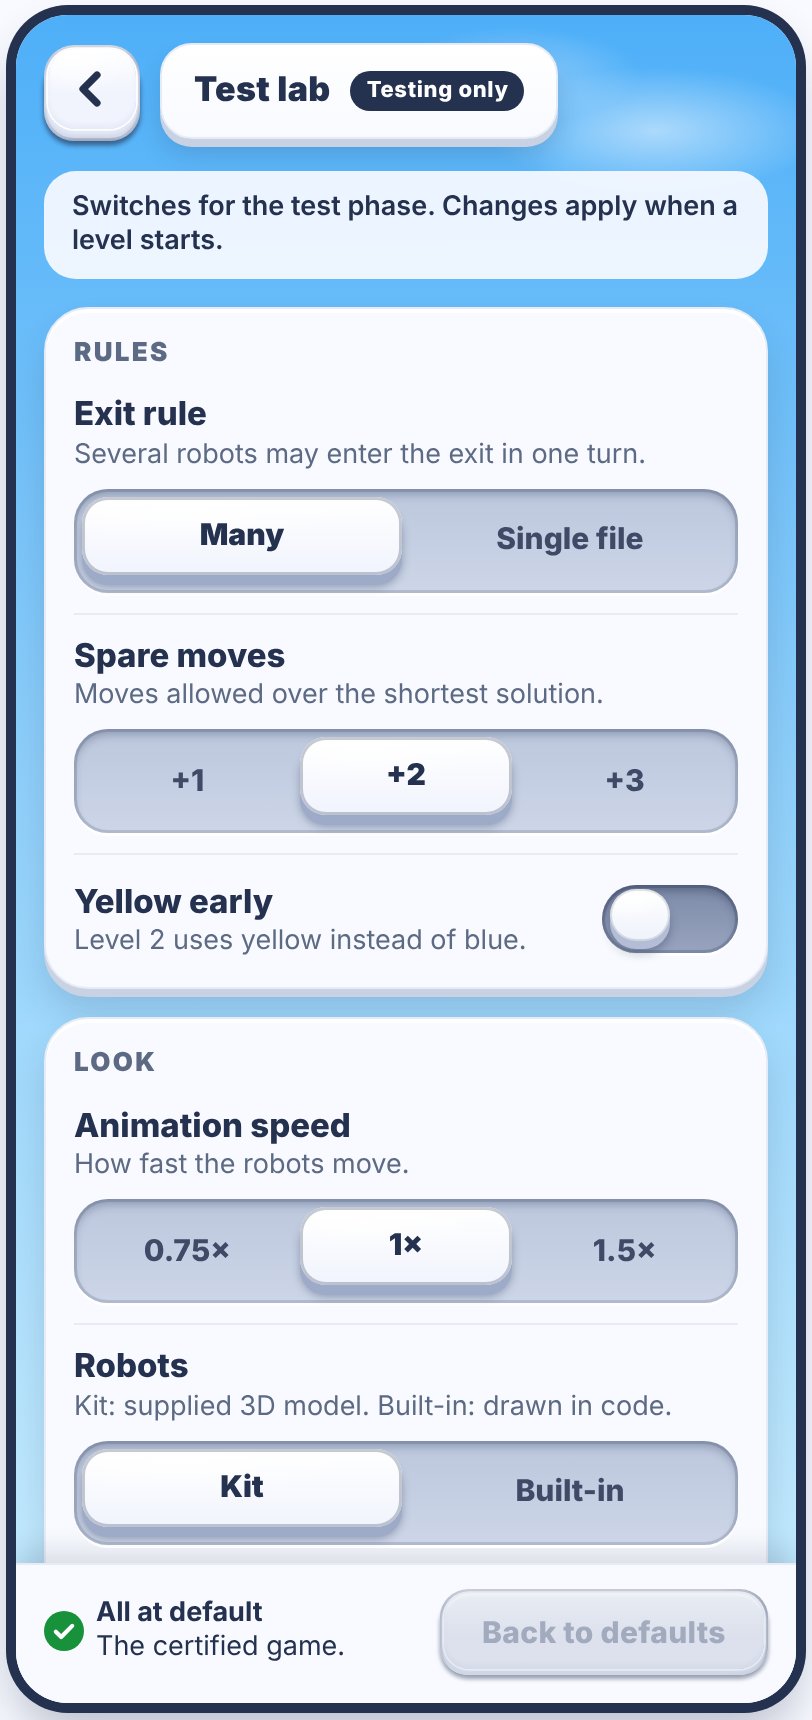 Test lab Testing only
Switches for the test phase. Changes apply when a
level starts.
RULES
Exit rule
Several robots may enter the exit in one turn.
Many Single file
Spare moves
Moves allowed over the shortest solution.
+1 +2 +3
Yellow early
Level 2 uses yellow instead of blue.
LOOK
Animation speed
How fast the robots move.
0.75× 1× 1.5×
Robots
Kit: supplied 3D model. Built-in: drawn in code.
Kit Built-in
All at default
The certified game.
Back to defaults